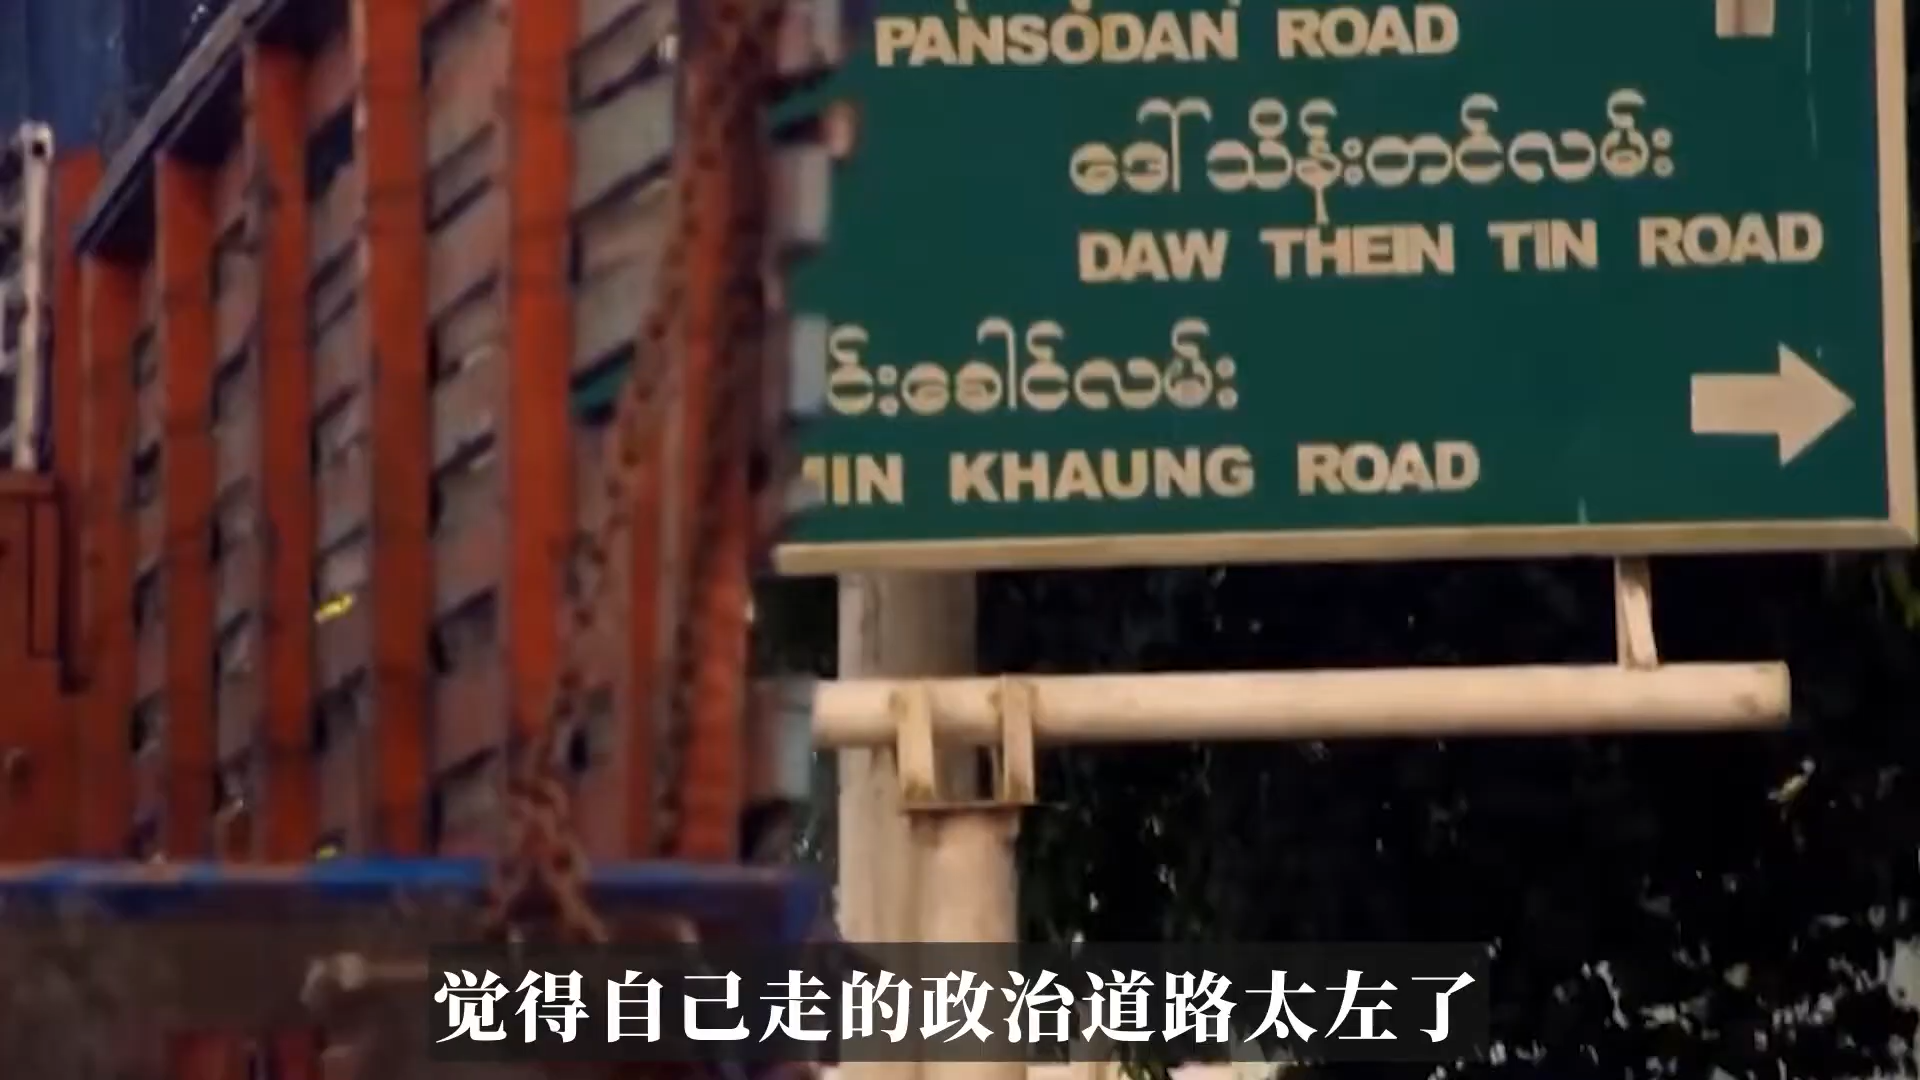 PANSODAN ROAD
ဒေါ်သိန်းတင်လမ်း
DAW THEIN TIN ROAD
င်းခေါင်လမ်း
MIN KHAUNG ROAD
觉得自己走的政治道路太左了